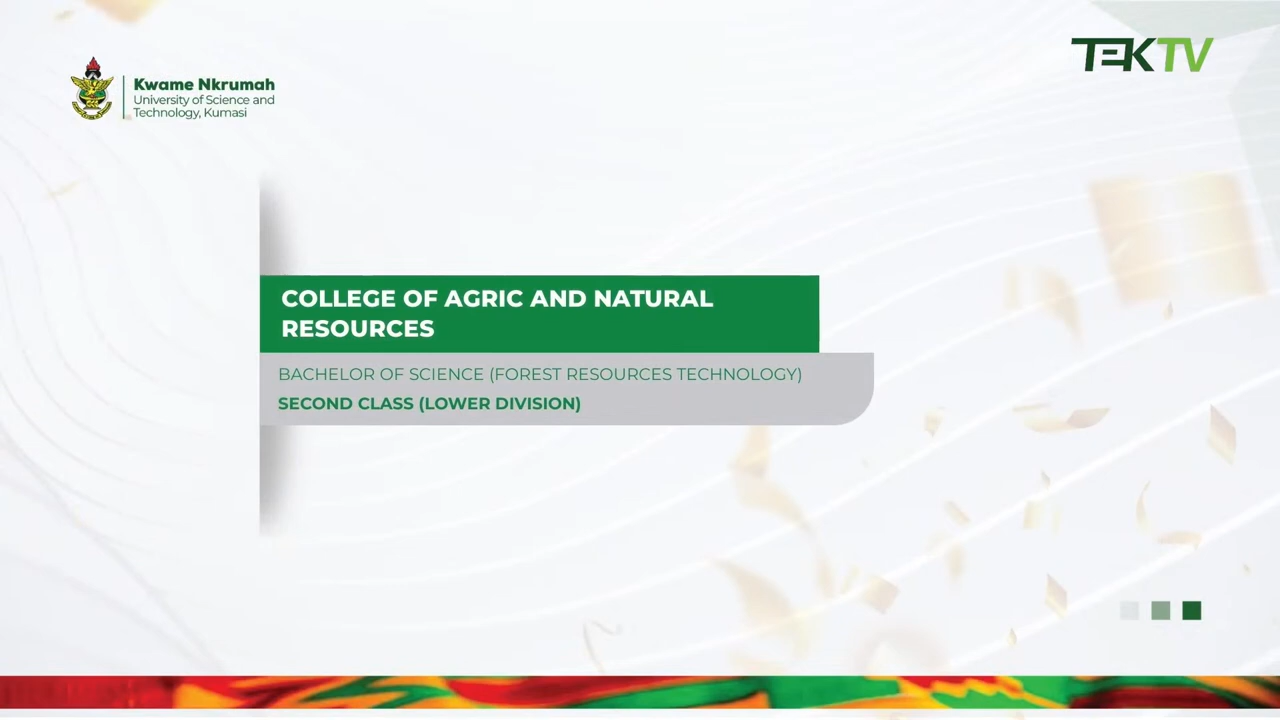 TEKTV
Kwame Nkrumah
University of Science and
Technology, Kumasi
COLLEGE OF AGRIC AND NATURAL
RESOURCES
BACHELOR OF SCIENCE (FOREST RESOURCES TECHNOLOGY)
SECOND CLASS (LOWER DIVISION)